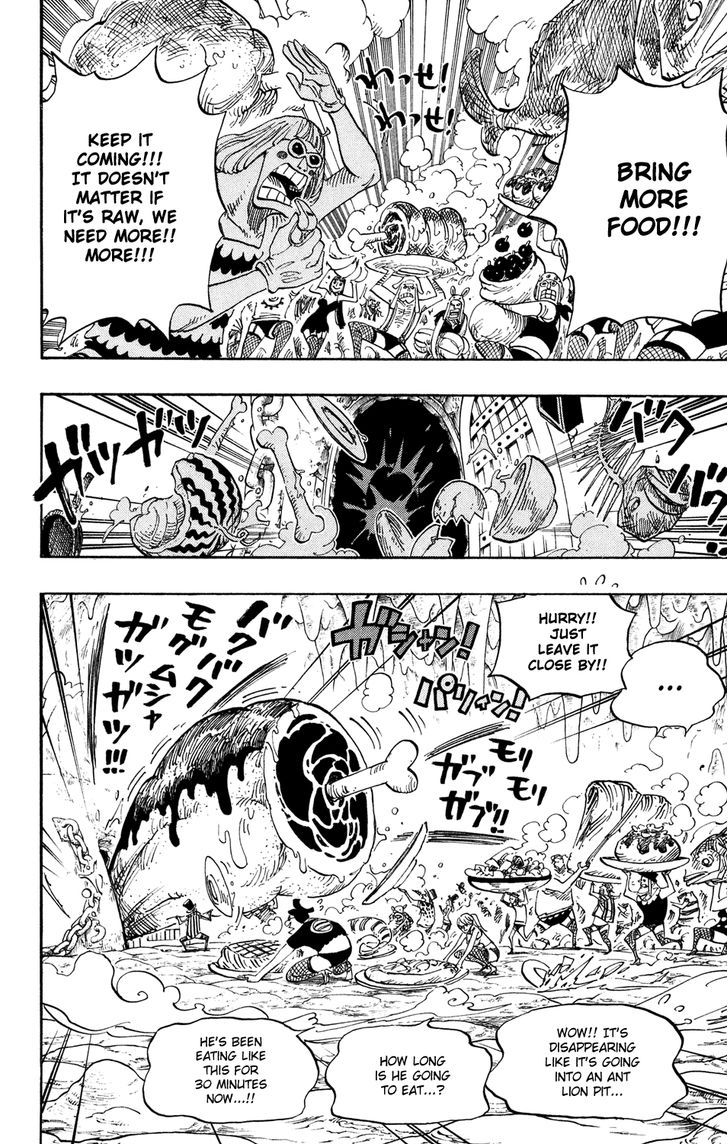 BRING
MORE
FOOD!!!
わっせ!
わっせ!
KEEP IT
COMING!!!
IT DOESN'T
MATTER IF
IT'S RAW, WE
NEED MORE!!
MORE!!!
バク
バク
ガツ
ガツ
...
HURRY!!
JUST
LEAVE IT
CLOSE BY!!
ガシャン!
パリィン!
バクバク
モグムシャ
ガツガツ!!!
モリモリ
ガブガブ!!
WOW!! IT'S
DISAPPEARING
LIKE IT'S GOING
INTO AN ANT
LION PIT...
HOW LONG
IS HE GOING
TO EAT...?
HE'S BEEN
EATING LIKE
THIS FOR
30 MINUTES
NOW...!!